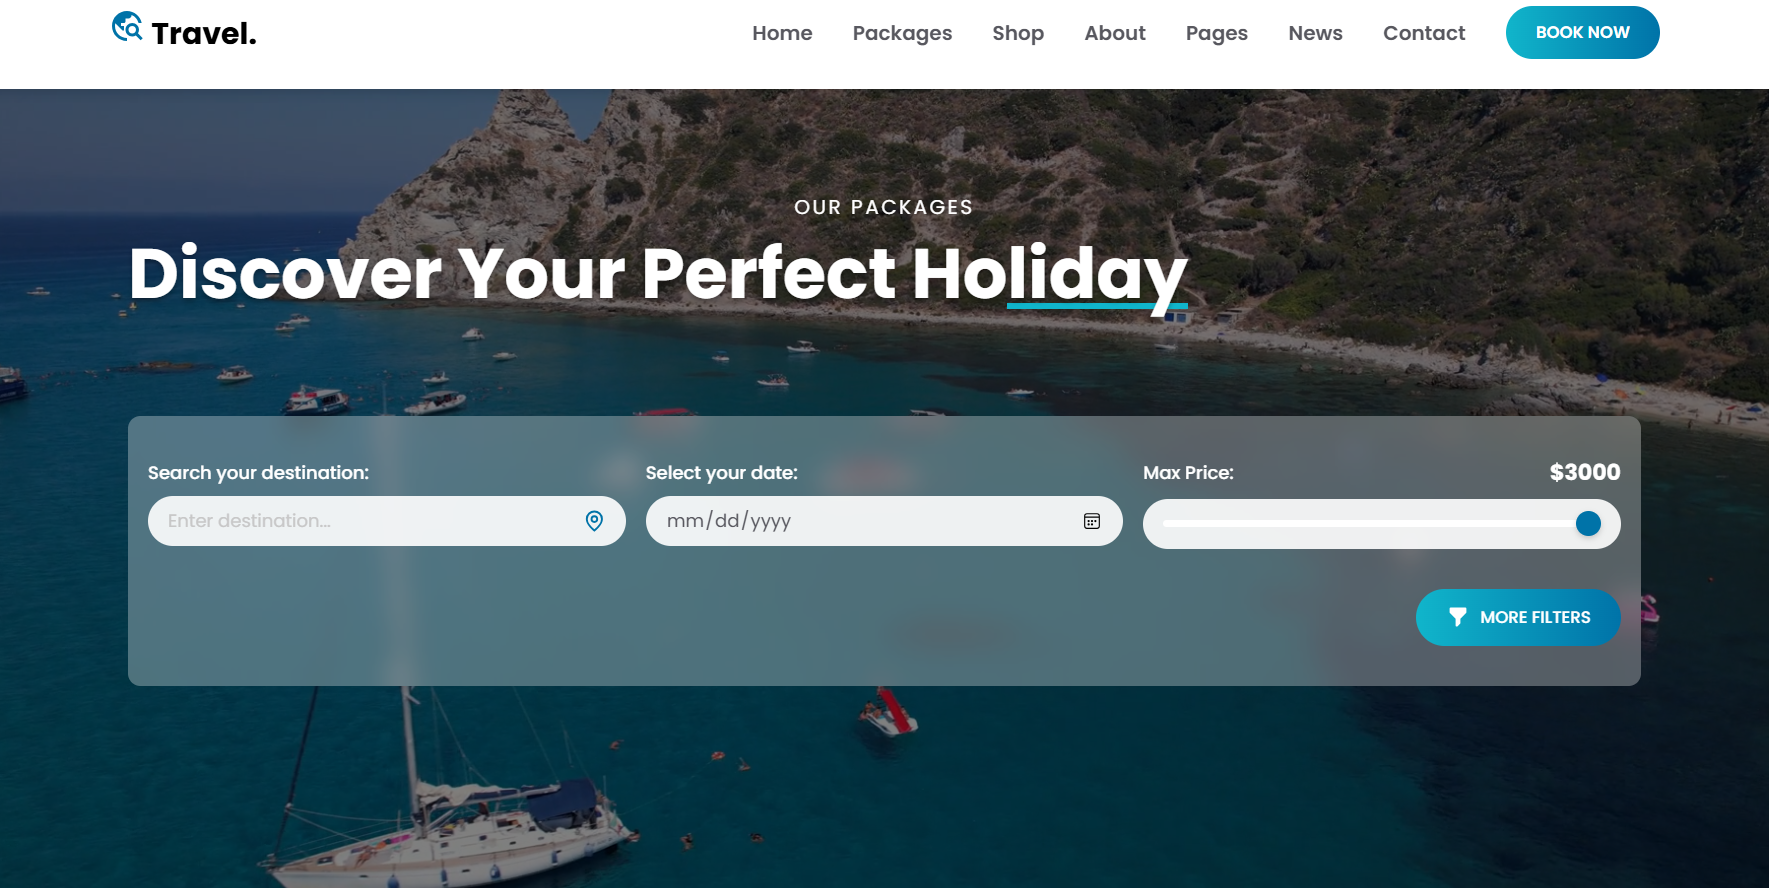 Travel.
Home Packages Shop About Pages News Contact BOOK NOW
OUR PACKAGES
Discover Your Perfect Holiday
Search your destination: Select your date: Max Price: $3000
Enter destination... mm/dd/yyyy
MORE FILTERS